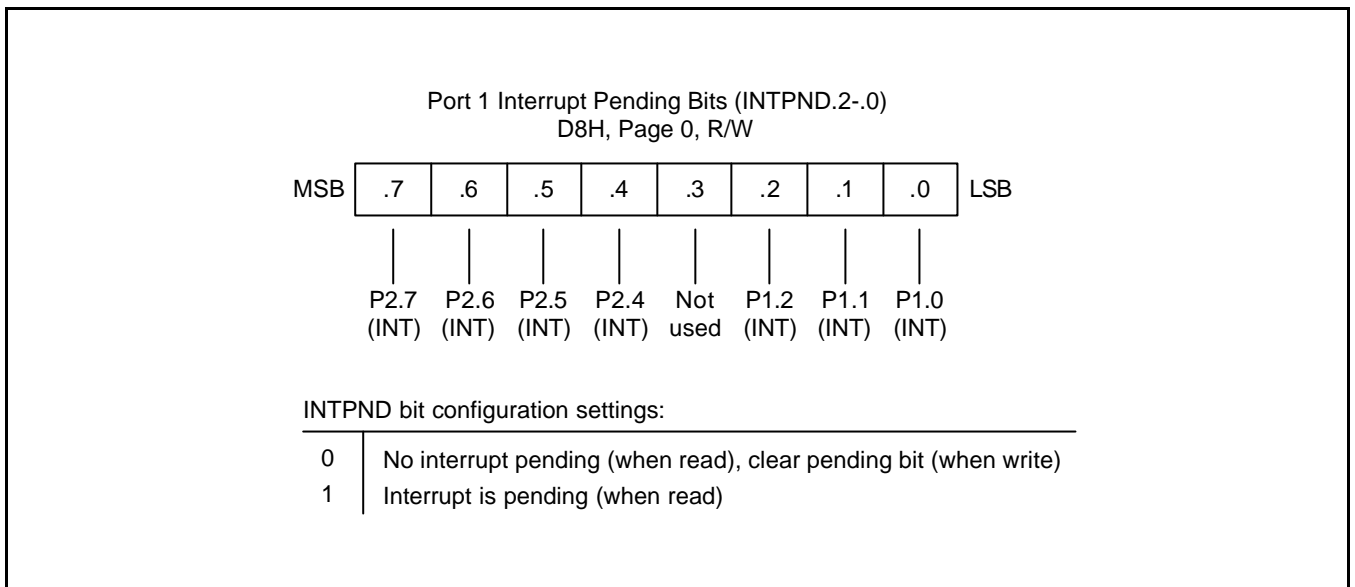 Port 1 Interrupt Pending Bits (INTPND.2-.0)
D8H, Page 0, R/W
MSB .7 .6 .5 .4 .3 .2 .1 .0 LSB
P2.7 P2.6 P2.5 P2.4 Not P1.2 P1.1 P1.0
(INT) (INT) (INT) (INT) used (INT) (INT) (INT)
INTPND bit configuration settings:
0 No interrupt pending (when read), clear pending bit (when write)
1 Interrupt is pending (when read)